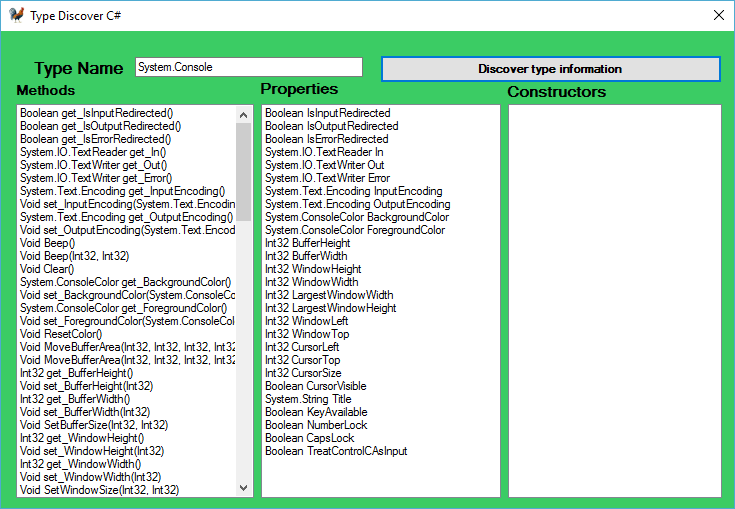 Type Discover C#
Type Name
System.Console
Discover type information
Methods
Properties
Constructors
Boolean get_IsInputRedirected()
Boolean get_IsOutputRedirected()
Boolean get_IsErrorRedirected()
System.IO.TextReader get_In()
System.IO.TextWriter get_Out()
System.IO.TextWriter get_Error()
System.Text.Encoding get_InputEncoding()
Void set_InputEncoding(System.Text.Encodin
System.Text.Encoding get_OutputEncoding()
Void set_OutputEncoding(System.Text.Encod
Void Beep()
Void Beep(Int32, Int32)
Void Clear()
System.ConsoleColor get_BackgroundColor()
Void set_BackgroundColor(System.ConsoleCo
System.ConsoleColor get_ForegroundColor()
Void set_ForegroundColor(System.ConsoleCol
Void ResetColor()
Void MoveBufferArea(Int32, Int32, Int32, Int32
Void MoveBufferArea(Int32, Int32, Int32, Int32
Int32 get_BufferHeight()
Void set_BufferHeight(Int32)
Int32 get_BufferWidth()
Void set_BufferWidth(Int32)
Void SetBufferSize(Int32, Int32)
Int32 get_WindowHeight()
Void set_WindowHeight(Int32)
Int32 get_WindowWidth()
Void set_WindowWidth(Int32)
Void SetWindowSize(Int32, Int32)
Boolean IsInputRedirected
Boolean IsOutputRedirected
Boolean IsErrorRedirected
System.IO.TextReader In
System.IO.TextWriter Out
System.IO.TextWriter Error
System.Text.Encoding InputEncoding
System.Text.Encoding OutputEncoding
System.ConsoleColor BackgroundColor
System.ConsoleColor ForegroundColor
Int32 BufferHeight
Int32 BufferWidth
Int32 WindowHeight
Int32 WindowWidth
Int32 LargestWindowWidth
Int32 LargestWindowHeight
Int32 WindowLeft
Int32 WindowTop
Int32 CursorLeft
Int32 CursorTop
Int32 CursorSize
Boolean CursorVisible
System.String Title
Boolean KeyAvailable
Boolean NumberLock
Boolean CapsLock
Boolean TreatControlCAsInput